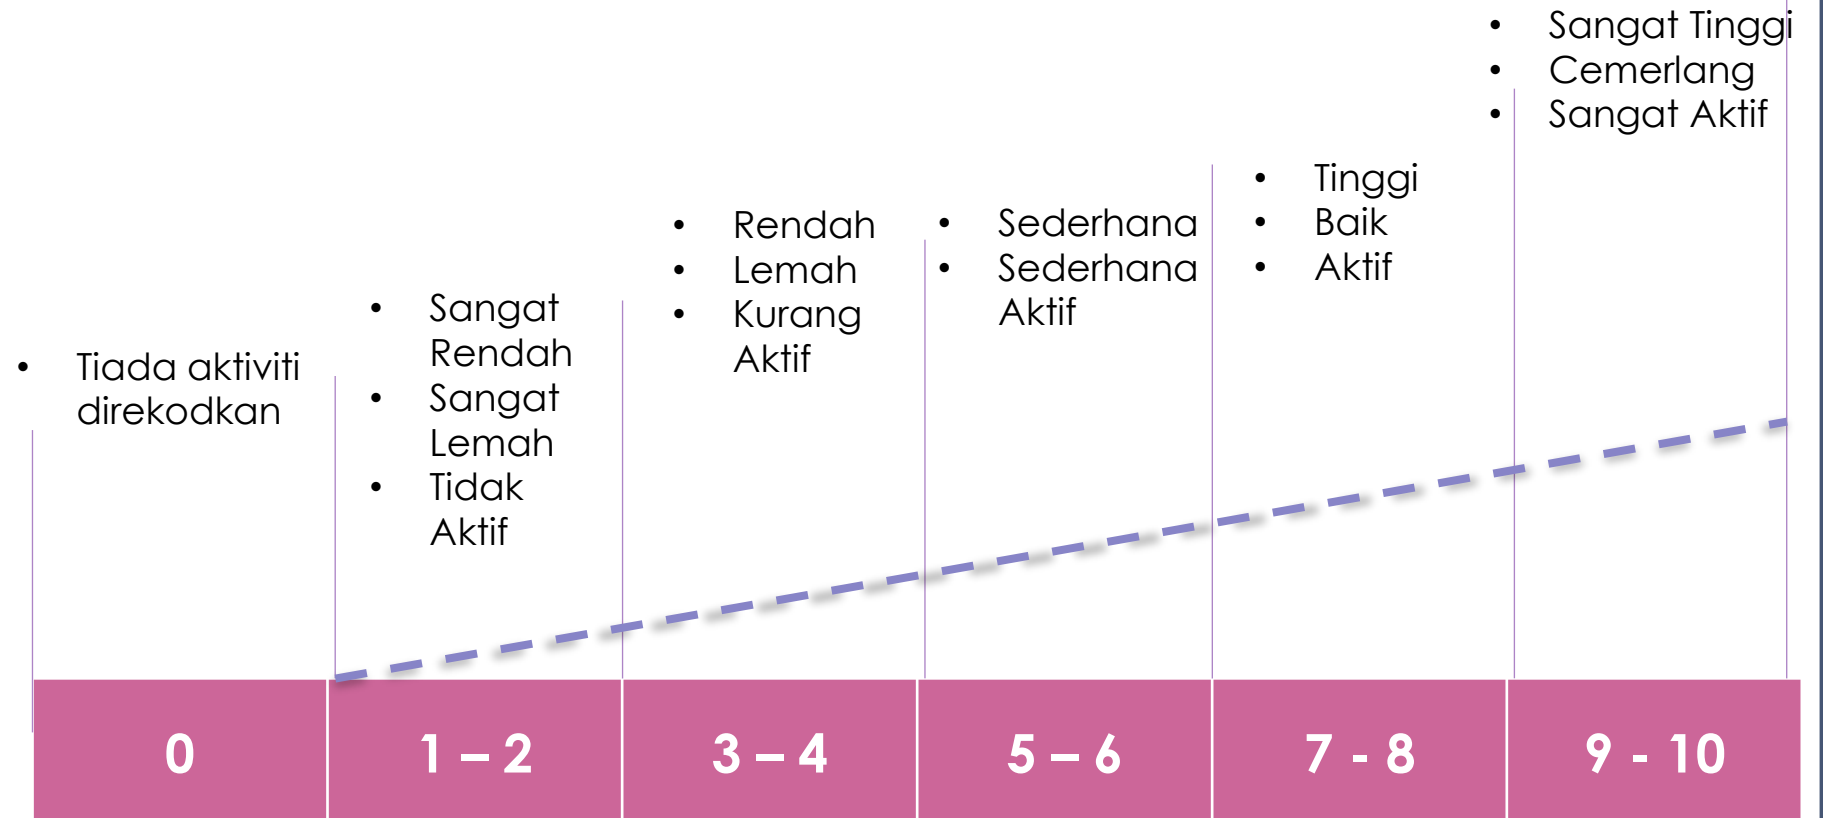 • Tiada aktiviti
direkodkan
• Sangat
Rendah
• Sangat
Lemah
• Tidak
Aktif
• Rendah
• Lemah
• Kurang
Aktif
• Sederhana
• Sederhana
Aktif
• Tinggi
• Baik
• Aktif
• Sangat Tinggi
• Cemerlang
• Sangat Aktif
0
1 – 2
3 – 4
5 – 6
7 - 8
9 - 10